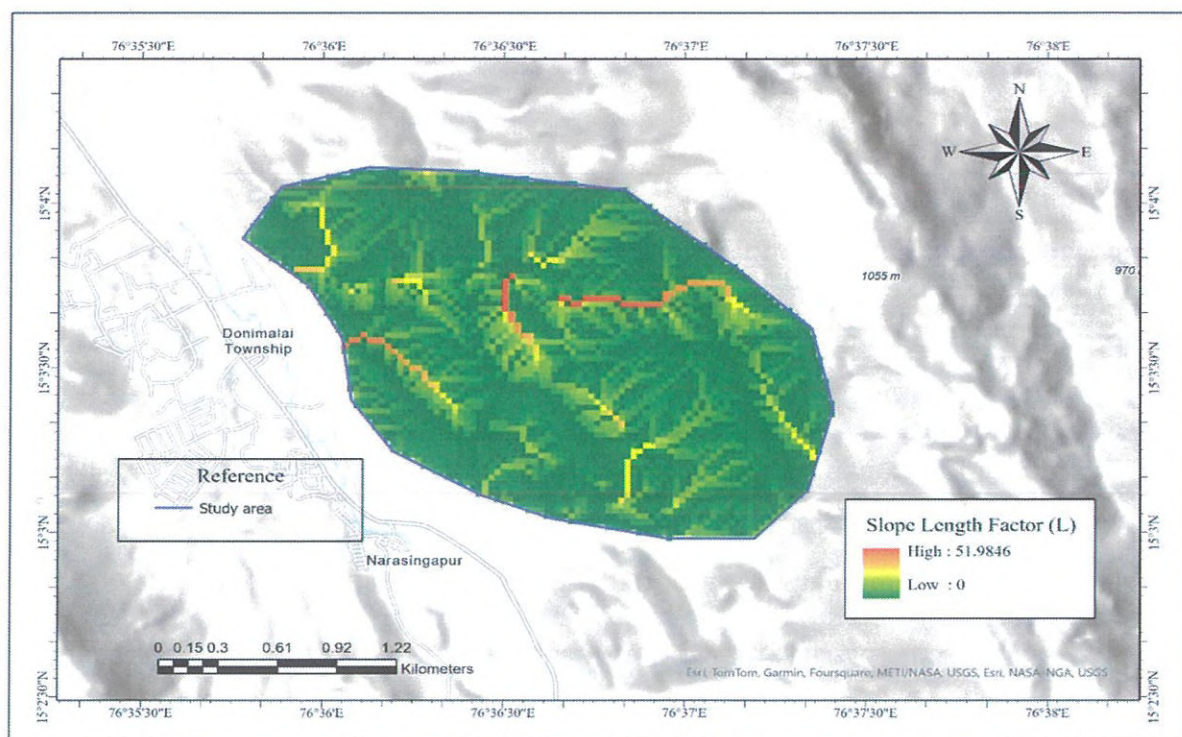 76°35'30"E 76°36'E 76°36'30"E 76°37'E 76°37'30"E 76°38'E
N
W E
S
15°4'N 15°4'N
1055 m 970
Donimalai
Township
15°3'30"N 15°3'30"N
Reference
Study area
Slope Length Factor (L)
High : 51.9846
Low : 0
15°3'N 15°3'N
Narasingapur
0 0.15 0.3 0.61 0.92 1.22
Kilometers
Esri, TomTom, Garmin, Foursquare, METI/NASA, USGS, Esri, NASA, NGA, USGS
15°2'30"N 15°2'30"N
76°35'30"E 76°36'E 76°36'30"E 76°37'E 76°37'30"E 76°38'E